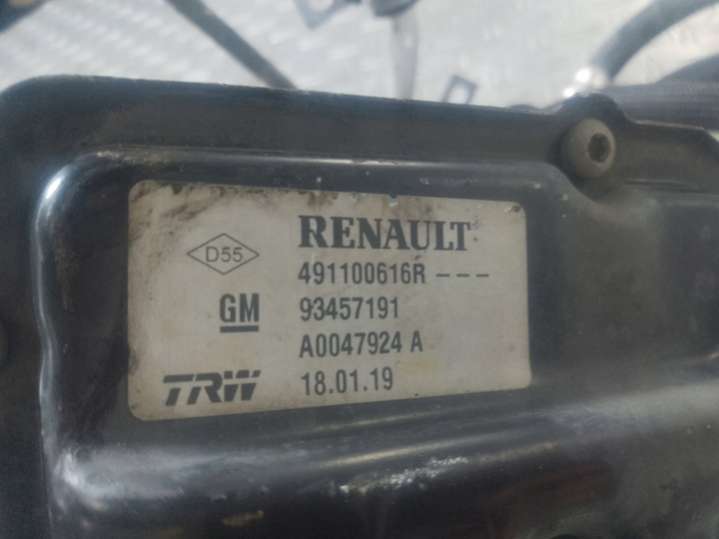 RENAULT
D55
491100616R ---
GM
93457191
A0047924 A
TRW
18.01.19